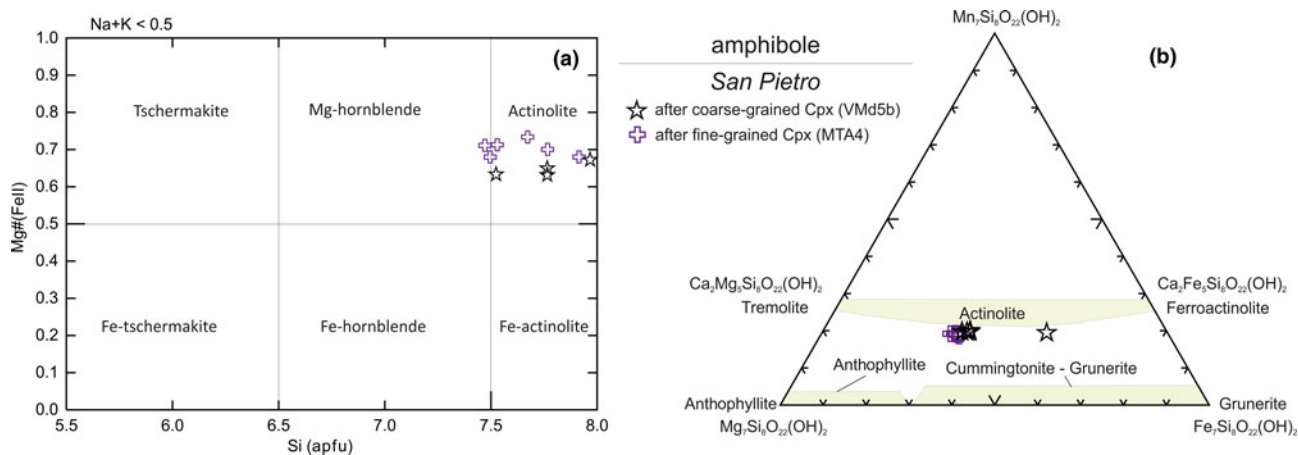 Na+K < 0.5
(a)
1.0
0.9
0.8
0.7
0.6
0.5
0.4
0.3
0.2
0.1
0.0
Mg#(FeII)
Tschermakite
Mg-hornblende
Actinolite
Fe-tschermakite
Fe-hornblende
Fe-actinolite
5.5
6.0
6.5
7.0
7.5
8.0
Si (apfu)
amphibole
San Pietro
after coarse-grained Cpx (VMd5b)
after fine-grained Cpx (MTA4)
Mn₇Si₈O₂₂(OH)₂
(b)
Ca₂Mg₅Si₈O₂₂(OH)₂
Tremolite
Ca₂Fe₅Si₈O₂₂(OH)₂
Ferroactinolite
Actinolite
Anthophyllite
Cummingtonite - Grunerite
Anthophyllite
Mg₇Si₈O₂₂(OH)₂
Grunerite
Fe₇Si₈O₂₂(OH)₂